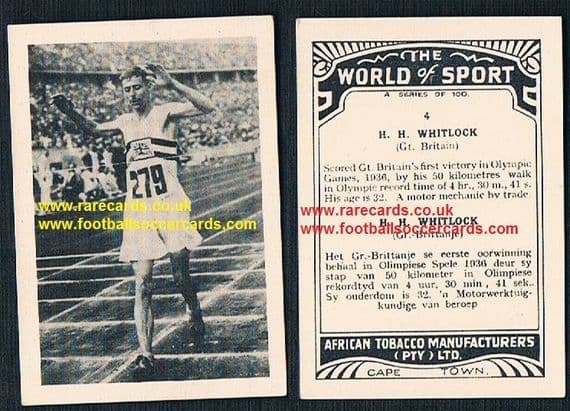 279
www.rarecards.co.uk
www.footballsoccercards.com
THE
WORLD of SPORT
A SERIES OF 100.
4
H. H. WHITLOCK
(Gt. Britain)
Scored Gt. Britain's first victory in Olympic
Games, 1936, by his 50 kilometres walk
in Olympic record time of 4 hr., 30 m., 41 s.
His age is 32. A motor mechanic by trade.
www.rarecards.co.uk
H. H. WHITLOCK
www.footballsoccercards.com
(Gr.-Brittanje)
Het Gr.-Brittanje se eerste oorwinning
behaal in Olimpiese Spele 1936 deur sy
stap van 50 kilometer in Olimpiese
rekordtyd van 4 uur, 30 min, 41 sek..
Sy ouderdom is 32. 'n Motorwerktuig-
kundige van beroep
AFRICAN TOBACCO MANUFACTURERS
(PTY) LTD.
CAPE TOWN.